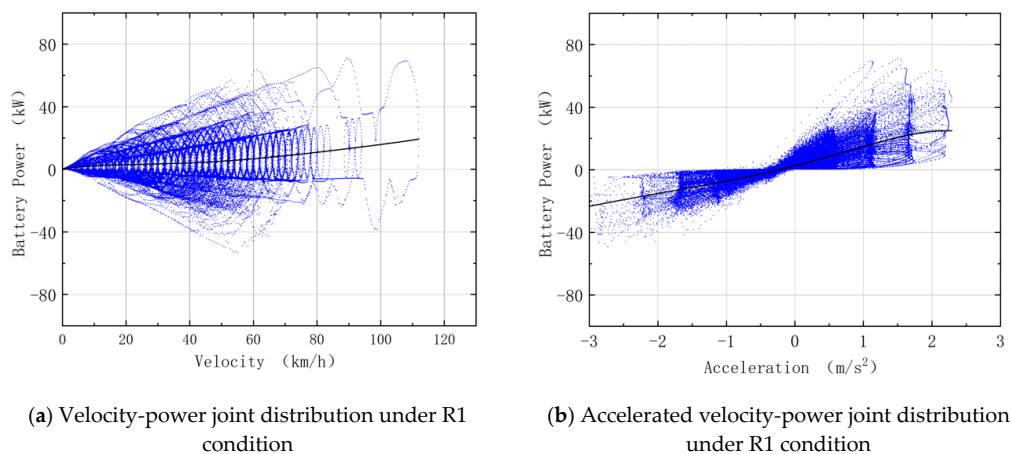 80
40
0
-40
-80
Battery Power （kW）
0 20 40 60 80 100 120
Velocity （km/h）
80
40
0
-40
-80
Battery Power （kW）
-3 -2 -1 0 1 2 3
Acceleration （m/s²）
(a) Velocity-power joint distribution under R1
condition
(b) Accelerated velocity-power joint distribution
under R1 condition